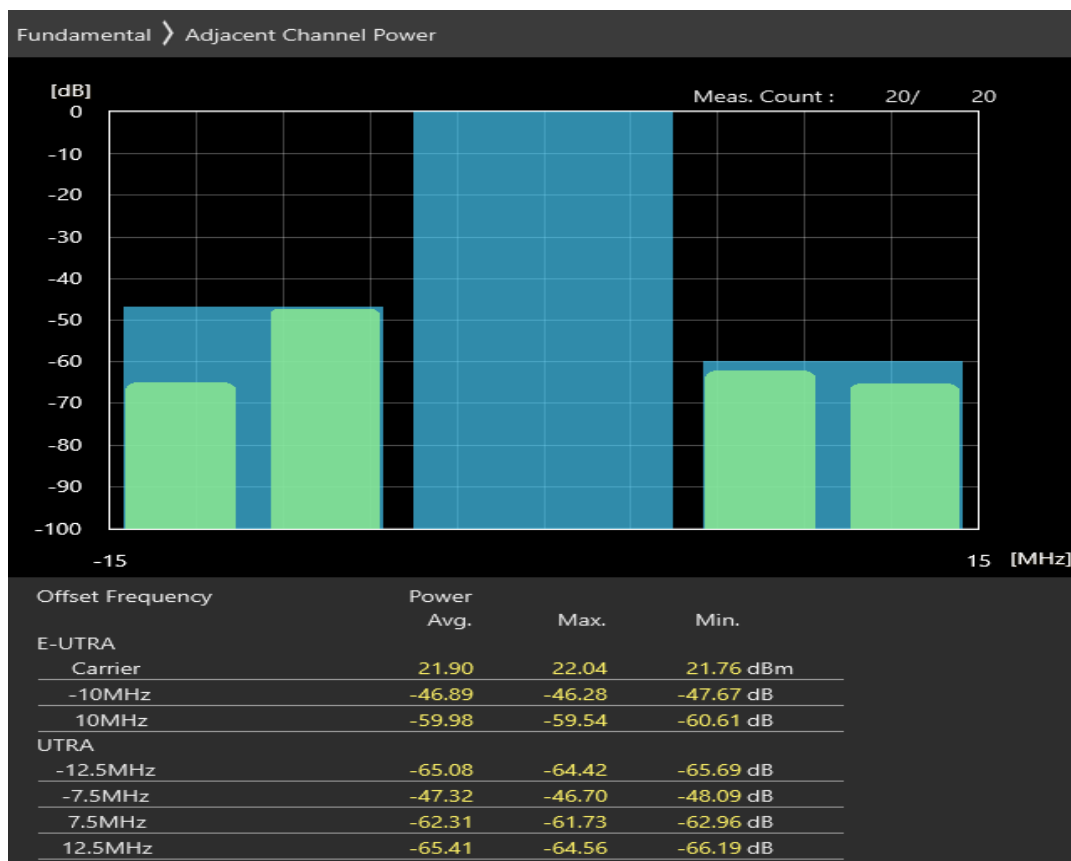 Fundamental 〉 Adjacent Channel Power
[dB]
Meas. Count : 20/ 20
0
-10
-20
-30
-40
-50
-60
-70
-80
-90
-100
-15 15 [MHz]
Offset Frequency Power
Avg. Max. Min.
E-UTRA
Carrier 21.90 22.04 21.76 dBm
-10MHz -46.89 -46.28 -47.67 dB
10MHz -59.98 -59.54 -60.61 dB
UTRA
-12.5MHz -65.08 -64.42 -65.69 dB
-7.5MHz -47.32 -46.70 -48.09 dB
7.5MHz -62.31 -61.73 -62.96 dB
12.5MHz -65.41 -64.56 -66.19 dB